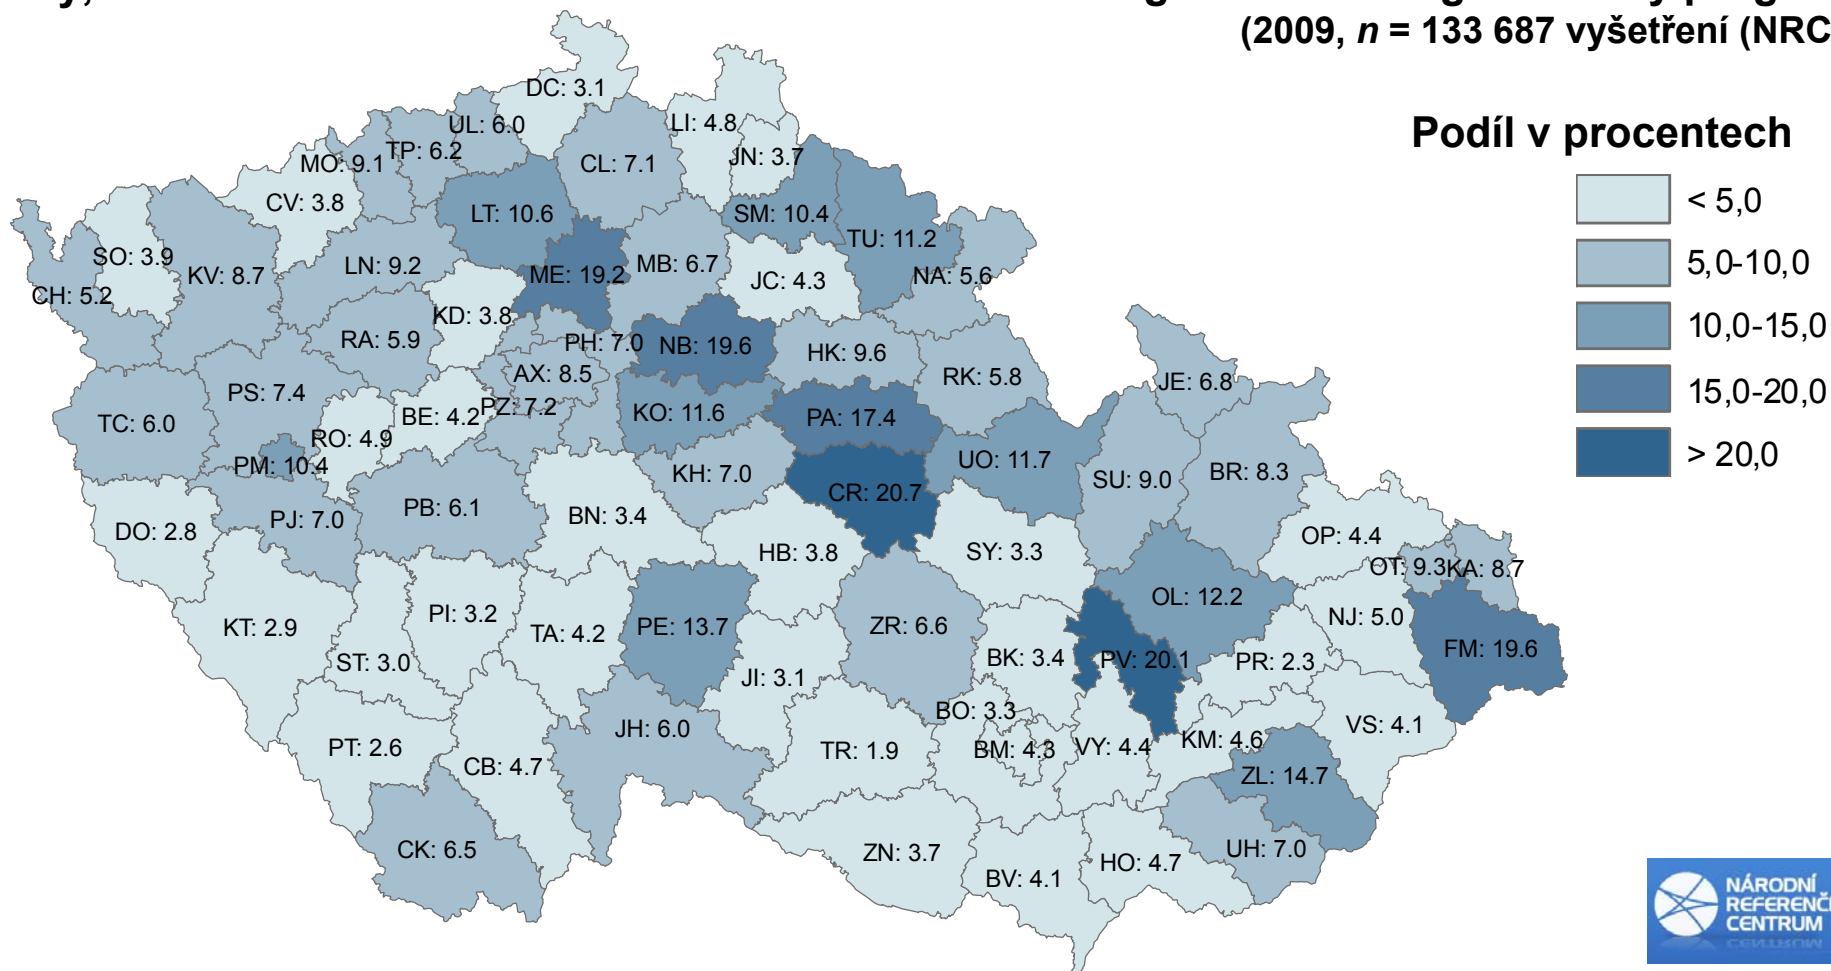 (2009, n = 133 687 vyšetření (NRC
Podíl v procentech
< 5,0
5,0-10,0
10,0-15,0
15,0-20,0
> 20,0
DC: 3.1
UL: 6.0
LI: 4.8
TP: 6.2
MO: 9.1
CL: 7.1
JN: 3.7
CV: 3.8
LT: 10.6
SM: 10.4
TU: 11.2
SO: 3.9
KV: 8.7
LN: 9.2
ME: 19.2
MB: 6.7
JC: 4.3
NA: 5.6
CH: 5.2
KD: 3.8
RA: 5.9
PH: 7.0
NB: 19.6
HK: 9.6
AX: 8.5
RK: 5.8
JE: 6.8
PS: 7.4
TC: 6.0
BE: 4.2
PZ: 7.2
KO: 11.6
PA: 17.4
RO: 4.9
PM: 10.4
UO: 11.7
KH: 7.0
CR: 20.7
SU: 9.0
BR: 8.3
PB: 6.1
BN: 3.4
PJ: 7.0
DO: 2.8
HB: 3.8
SY: 3.3
OP: 4.4
OT: 9.3
KA: 8.7
OL: 12.2
NJ: 5.0
PI: 3.2
KT: 2.9
TA: 4.2
PE: 13.7
ZR: 6.6
FM: 19.6
ST: 3.0
JI: 3.1
BK: 3.4
PV: 20.1
PR: 2.3
BO: 3.3
JH: 6.0
VS: 4.1
PT: 2.6
TR: 1.9
BM: 4.3
VY: 4.4
KM: 4.6
CB: 4.7
ZL: 14.7
CK: 6.5
ZN: 3.7
BV: 4.1
HO: 4.7
UH: 7.0
NÁRODNÍ
REFERENČ
CENTRUM